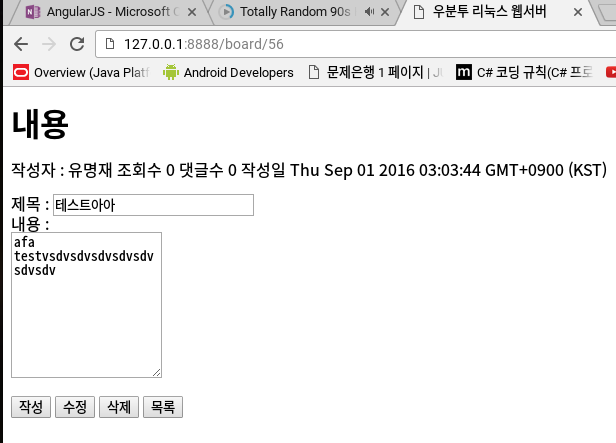 AngularJS - Microsoft
Totally Random 90s
우분투 리눅스 웹서버
127.0.0.1:8888/board/56
Overview (Java Plat
Android Developers
문제은행 1 페이지 |
m
C# 코딩 규칙(C# 프로
내용
작성자 : 유명재 조회수 0 댓글수 0 작성일 Thu Sep 01 2016 03:03:44 GMT+0900 (KST)
제목 : 테스트아아
내용 :
afa
testvsdvsdvsdvsdvsdv
sdvsdv
작성 수정 삭제 목록